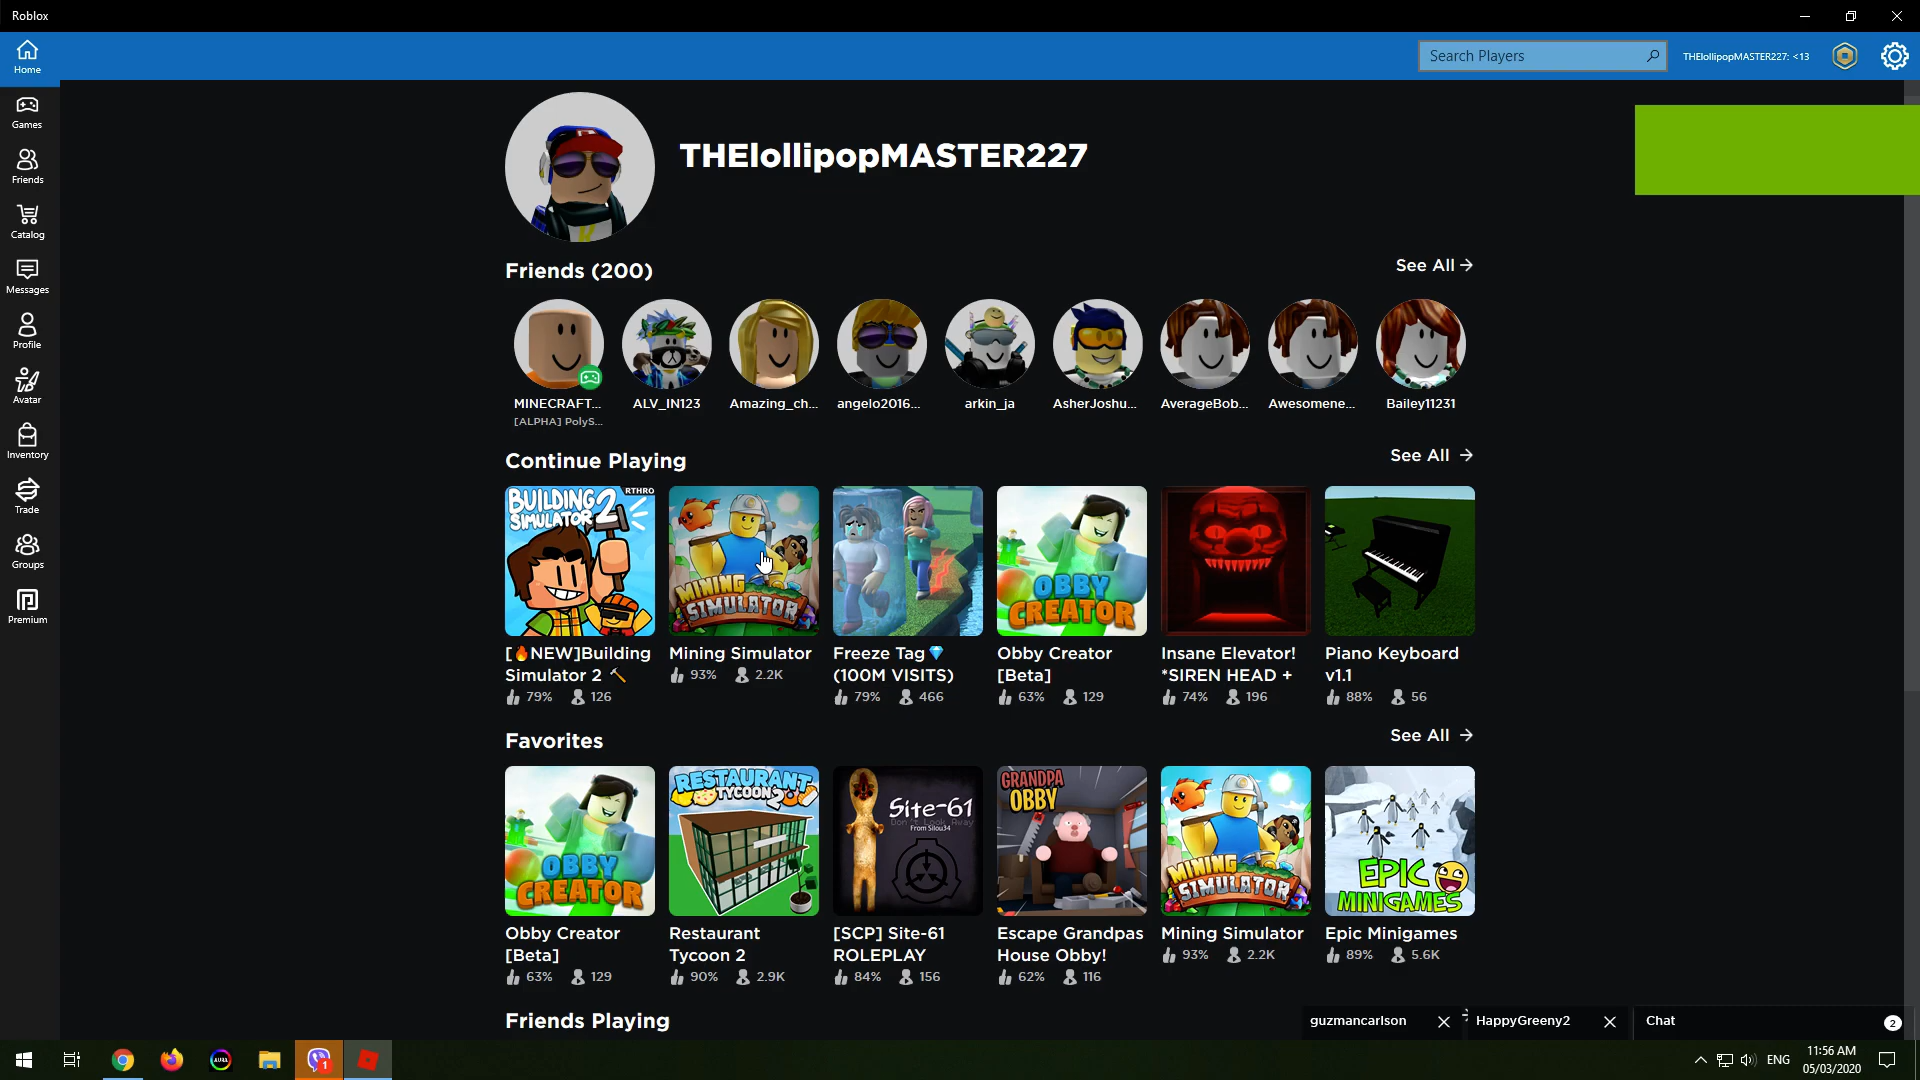 Roblox
Home
Search Players
THElollipopMASTER227: <13
Games
Friends
Catalog
Messages
Profile
Avatar
Inventory
Trade
Groups
Premium
THElollipopMASTER227
Friends (200)
See All
MINECRAFT...
[ALPHA] PolyS...
ALV_IN123
Amazing_ch...
angelo2016...
arkin_ja
AsherJoshu...
AverageBob...
Awesomene...
Bailey11231
Continue Playing
See All
BUILDING
SIMULATOR 2
RTHRO
MINING
SIMULATOR
OBBY
CREATOR
[🔥NEW]Building
Simulator 2 🔨
79% 126
Mining Simulator
93% 2.2K
Freeze Tag💎
(100M VISITS)
79% 466
Obby Creator
[Beta]
63% 129
Insane Elevator!
*SIREN HEAD +
74% 196
Piano Keyboard
v1.1
88% 56
Favorites
See All
OBBY
CREATOR
RESTAURANT
TYCOON 2
Site-61
Don't Look Away
From Silou34
GRANDPA
OBBY
MINING
SIMULATOR
EPIC
MINIGAMES
Obby Creator
[Beta]
63% 129
Restaurant
Tycoon 2
90% 2.9K
[SCP] Site-61
ROLEPLAY
84% 156
Escape Grandpas
House Obby!
62% 116
Mining Simulator
93% 2.2K
Epic Minigames
89% 5.6K
Friends Playing
guzmancarlson
HappyGreeny2
Chat
2
AURA
1
ENG
11:56 AM
05/03/2020